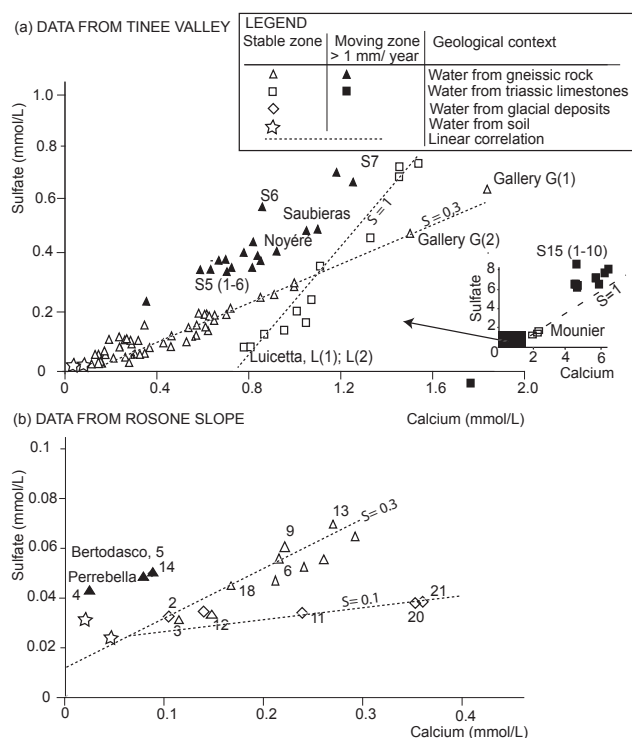 (a) DATA FROM TINEE VALLEY
LEGEND
Stable zone
Moving zone
> 1 mm/ year
Geological context
Water from gneissic rock
Water from triassic limestones
Water from glacial deposits
Water from soil
Linear correlation
Sulfate (mmol/L)
1.0
0.8
0.6
0.4
0.2
0
S7
S6
Saubieras
Noyére
S5 (1-6)
S= 1
S= 0.3
Gallery G(1)
Gallery G(2)
Luicetta, L(1); L(2)
Sulfate
8
6
4
2
0
S15 (1-10)
S=1
Mounier
2
4
6
Calcium
0
0.4
0.8
1.2
1.6
2.0
Calcium (mmol/L)
(b) DATA FROM ROSONE SLOPE
Sulfate (mmol/L)
0.1
0.08
0.06
0.04
0.02
0
Bertodasco, 5
14
Perrebella
4
13
S= 0.3
9
6
18
2
3
12
S= 0.1
11
20
21
0
0.1
0.2
0.3
0.4
Calcium (mmol/L)